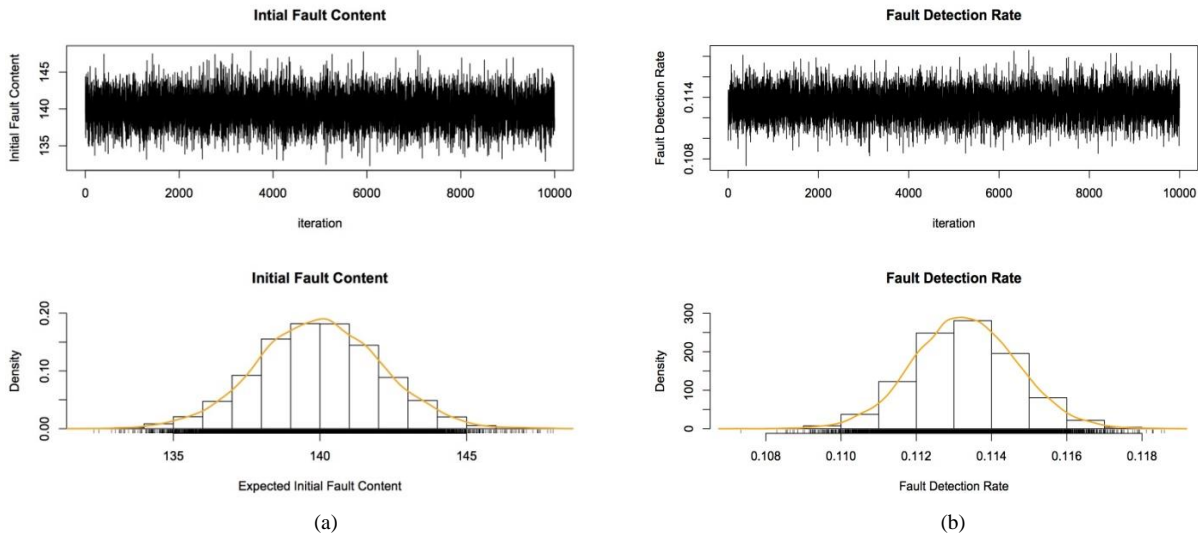 Intial Fault Content
Initial Fault Content
145
140
135
0 2000 4000 6000 8000 10000
iteration
Initial Fault Content
Density
0.20
0.10
0.00
135 140 145
Expected Initial Fault Content
(a)
Fault Detection Rate
Fault Detection Rate
0.114
0.108
0 2000 4000 6000 8000 10000
iteration
Fault Detection Rate
Density
300
200
100
0
0.108 0.110 0.112 0.114 0.116 0.118
Fault Detection Rate
(b)